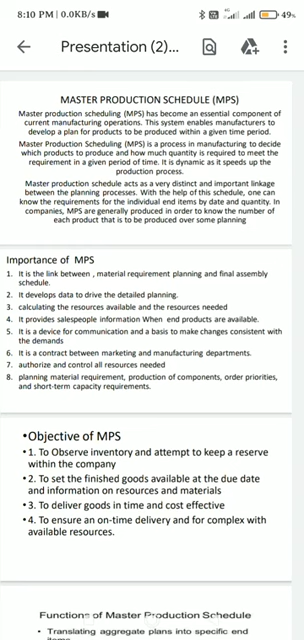 8:10 PM | 0.0KB/s
4G
49%
Presentation (2)...
MASTER PRODUCTION SCHEDULE (MPS)
Master production scheduling (MPS) has become an essential component of
current manufacturing operations. This system enables manufacturers to
develop a plan for products to be produced within a given time period.
Master Production Scheduling (MPS) is a process in manufacturing to decide
which products to produce and how much quantity is required to meet the
requirement in a given period of time. It is dynamic as it speeds up the
production process.
Master production schedule acts as a very distinct and important linkage
between the planning processes. With the help of this schedule, one can
know the requirements for the individual end items by date and quantity. In
companies, MPS are generally produced in order to know the number of
each product that is to be produced over some planning
Importance of MPS
1. It is the link between , material requirement planning and final assembly
schedule.
2. It develops data to drive the detailed planning.
3. calculating the resources available and the resources needed
4. It provides salespeople information When end products are available.
5. It is a device for communication and a basis to make changes consistent with
the demands
6. It is a contract between marketing and manufacturing departments.
7. authorize and control all resources needed
8. planning material requirement, production of components, order priorities,
and short-term capacity requirements.
•Objective of MPS
•1. To Observe inventory and attempt to keep a reserve
within the company
•2. To set the finished goods available at the due date
and information on resources and materials
•3. To deliver goods in time and cost effective
•4. To ensure an on-time delivery and for complex with
available resources.
Functions of Master Production Schedule
• Translating aggregate plans into specific end
items